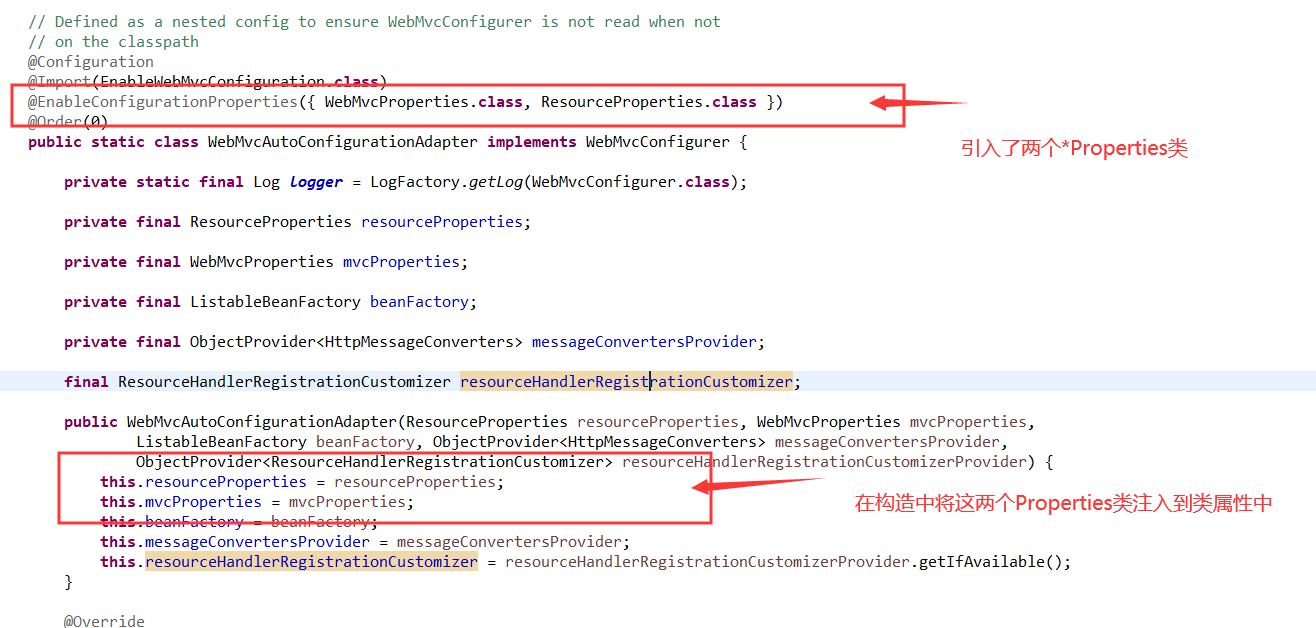 // Defined as a nested config to ensure WebMvcConfigurer is not read when not
// on the classpath
@Configuration
@Import(EnableWebMvcConfiguration.class)
@EnableConfigurationProperties({ WebMvcProperties.class, ResourceProperties.class })
@Order(0)
public static class WebMvcAutoConfigurationAdapter implements WebMvcConfigurer {
引入了两个*Properties类
private static final Log logger = LogFactory.getLog(WebMvcConfigurer.class);
private final ResourceProperties resourceProperties;
private final WebMvcProperties mvcProperties;
private final ListableBeanFactory beanFactory;
private final ObjectProvider<HttpMessageConverters> messageConvertersProvider;
final ResourceHandlerRegistrationCustomizer resourceHandlerRegistrationCustomizer;
public WebMvcAutoConfigurationAdapter(ResourceProperties resourceProperties, WebMvcProperties mvcProperties,
ListableBeanFactory beanFactory, ObjectProvider<HttpMessageConverters> messageConvertersProvider,
ObjectProvider<ResourceHandlerRegistrationCustomizer> resourceHandlerRegistrationCustomizerProvider) {
this.resourceProperties = resourceProperties;
this.mvcProperties = mvcProperties;
在构造中将这两个Properties类注入到类属性中
this.beanFactory = beanFactory;
this.messageConvertersProvider = messageConvertersProvider;
this.resourceHandlerRegistrationCustomizer = resourceHandlerRegistrationCustomizerProvider.getIfAvailable();
}
@Override